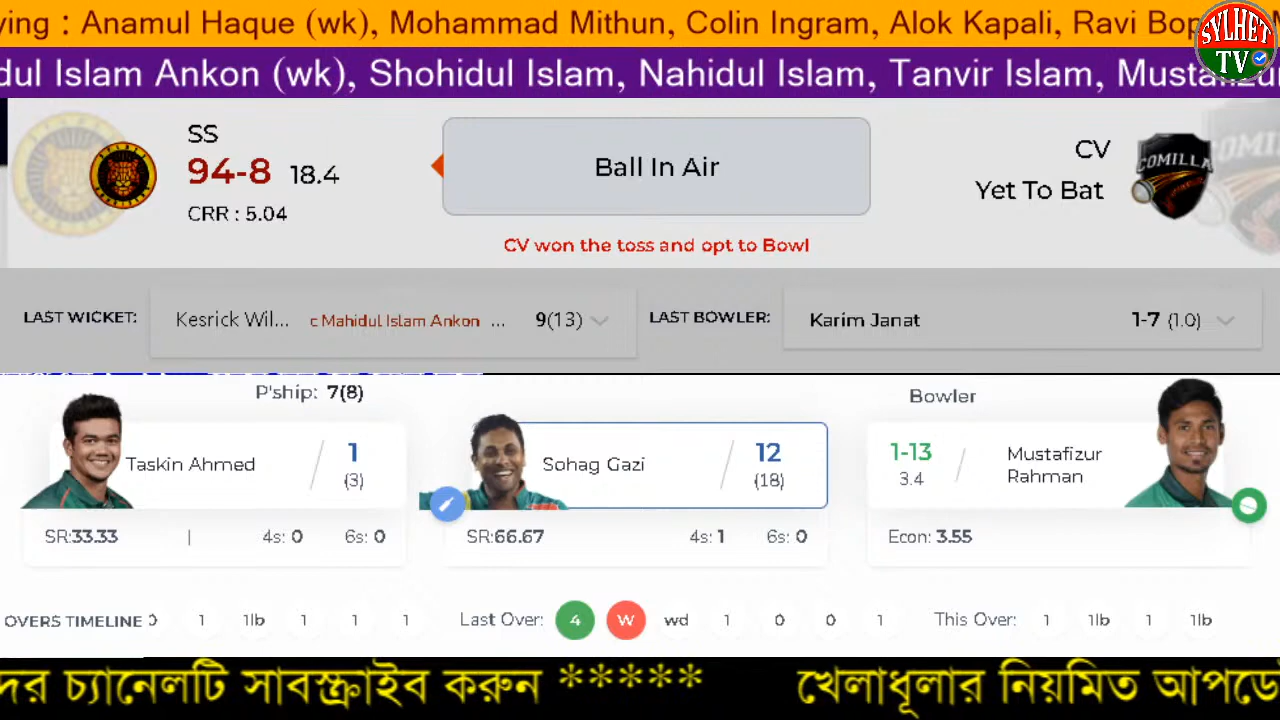 ying : Anamul Haque (wk), Mohammad Mithun, Colin Ingram, Alok Kapali, Ravi Bop
SYLHET
TV
dul Islam Ankon (wk), Shohidul Islam, Nahidul Islam, Tanvir Islam, Mustafizur
SS
94-8 18.4
CRR : 5.04
Ball In Air
CV
Yet To Bat
COMILLA
CV won the toss and opt to Bowl
LAST WICKET: Kesrick Wil... c Mahidul Islam Ankon ... 9(13)
LAST BOWLER: Karim Janat 1-7 (1.0)
P'ship: 7(8)
Bowler
Taskin Ahmed 1 (3)
SR:33.33 | 4s: 0 6s: 0
Sohag Gazi 12 (18)
SR:66.67 4s: 1 6s: 0
1-13 3.4 Mustafizur Rahman
Econ: 3.55
OVERS TIMELINE 0 1 1lb 1 1 1 Last Over: 4 W wd 1 0 0 1 This Over: 1 1lb 1 1lb
দের চ্যানেলটি সাবস্ক্রাইব করুন ***** খেলাধূলার নিয়মিত আপডে